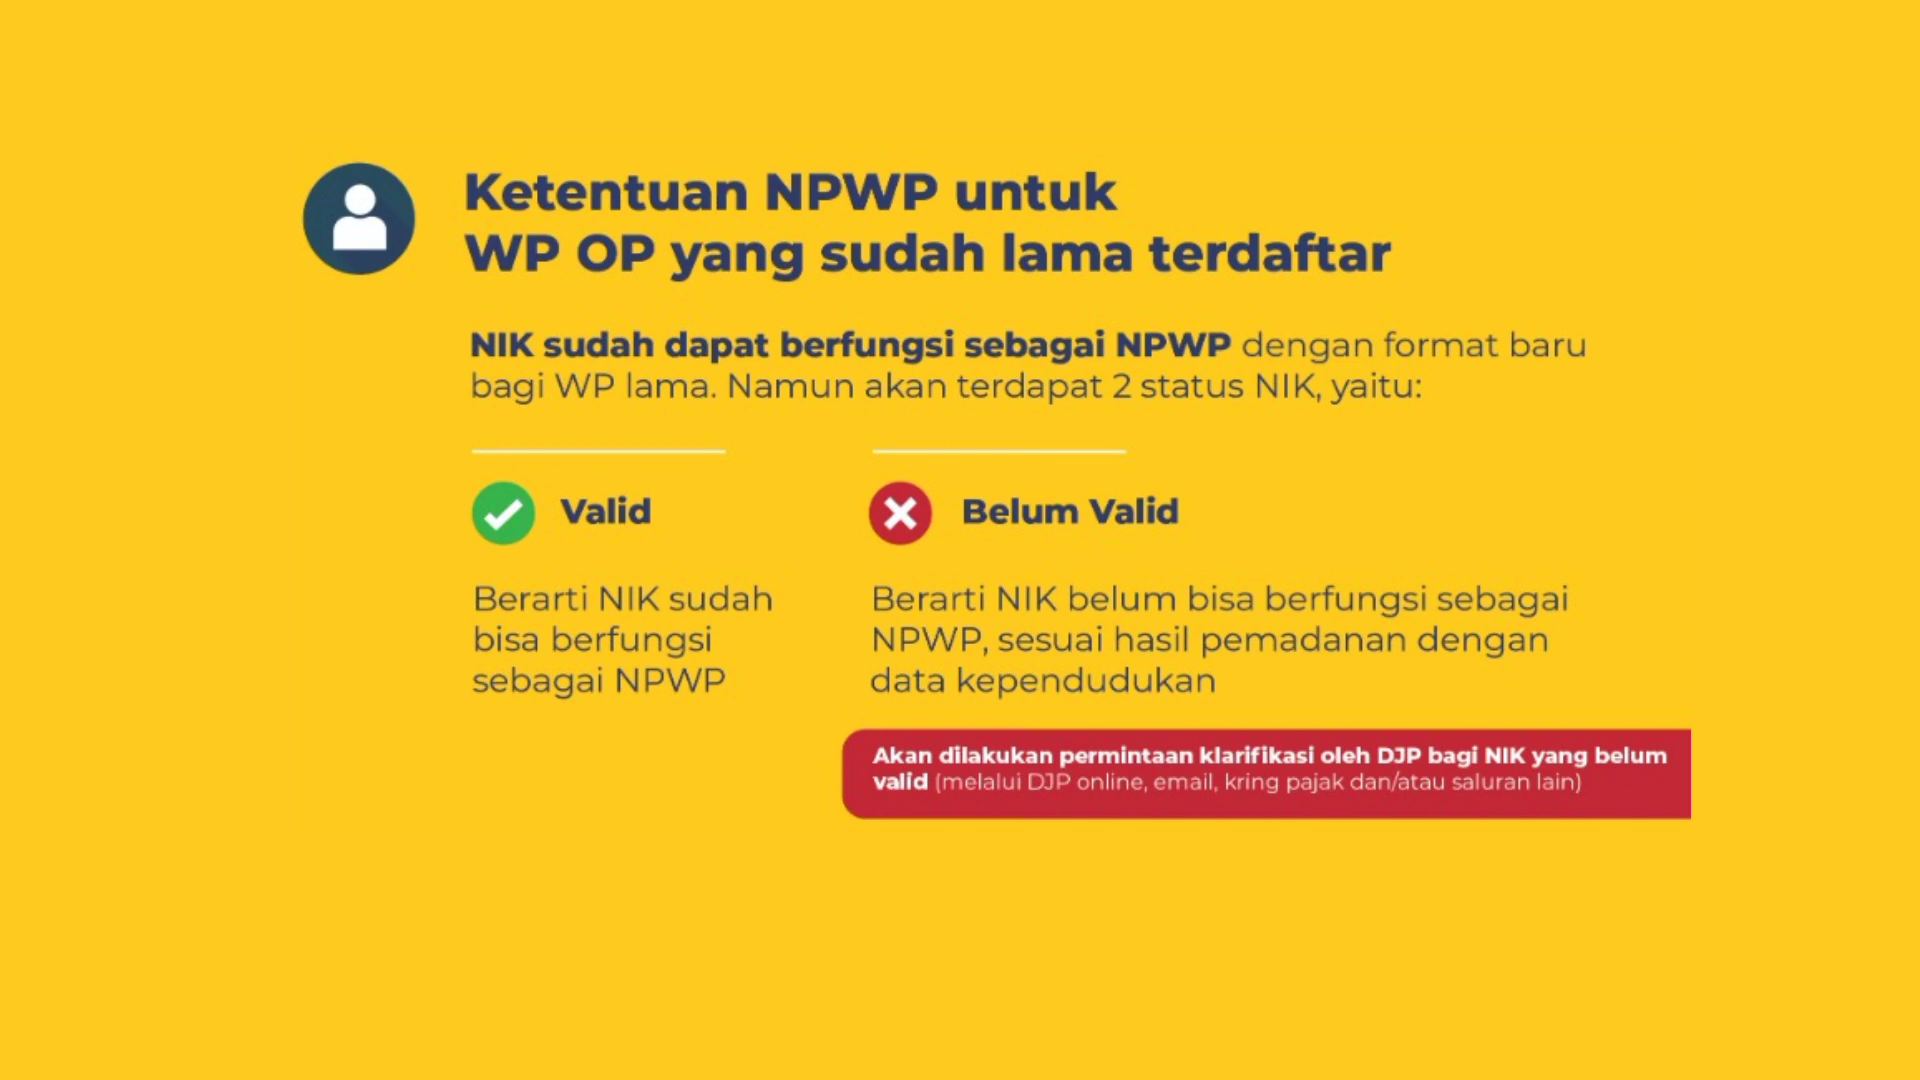 Ketentuan NPWP untuk
WP OP yang sudah lama terdaftar
NIK sudah dapat berfungsi sebagai NPWP dengan format baru
bagi WP lama. Namun akan terdapat 2 status NIK, yaitu:
Valid
Berarti NIK sudah
bisa berfungsi
sebagai NPWP
Belum Valid
Berarti NIK belum bisa berfungsi sebagai
NPWP, sesuai hasil pemadanan dengan
data kependudukan
Akan dilakukan permintaan klarifikasi oleh DJP bagi NIK yang belum
valid (melalui DJP online, email, kring pajak dan/atau saluran lain)